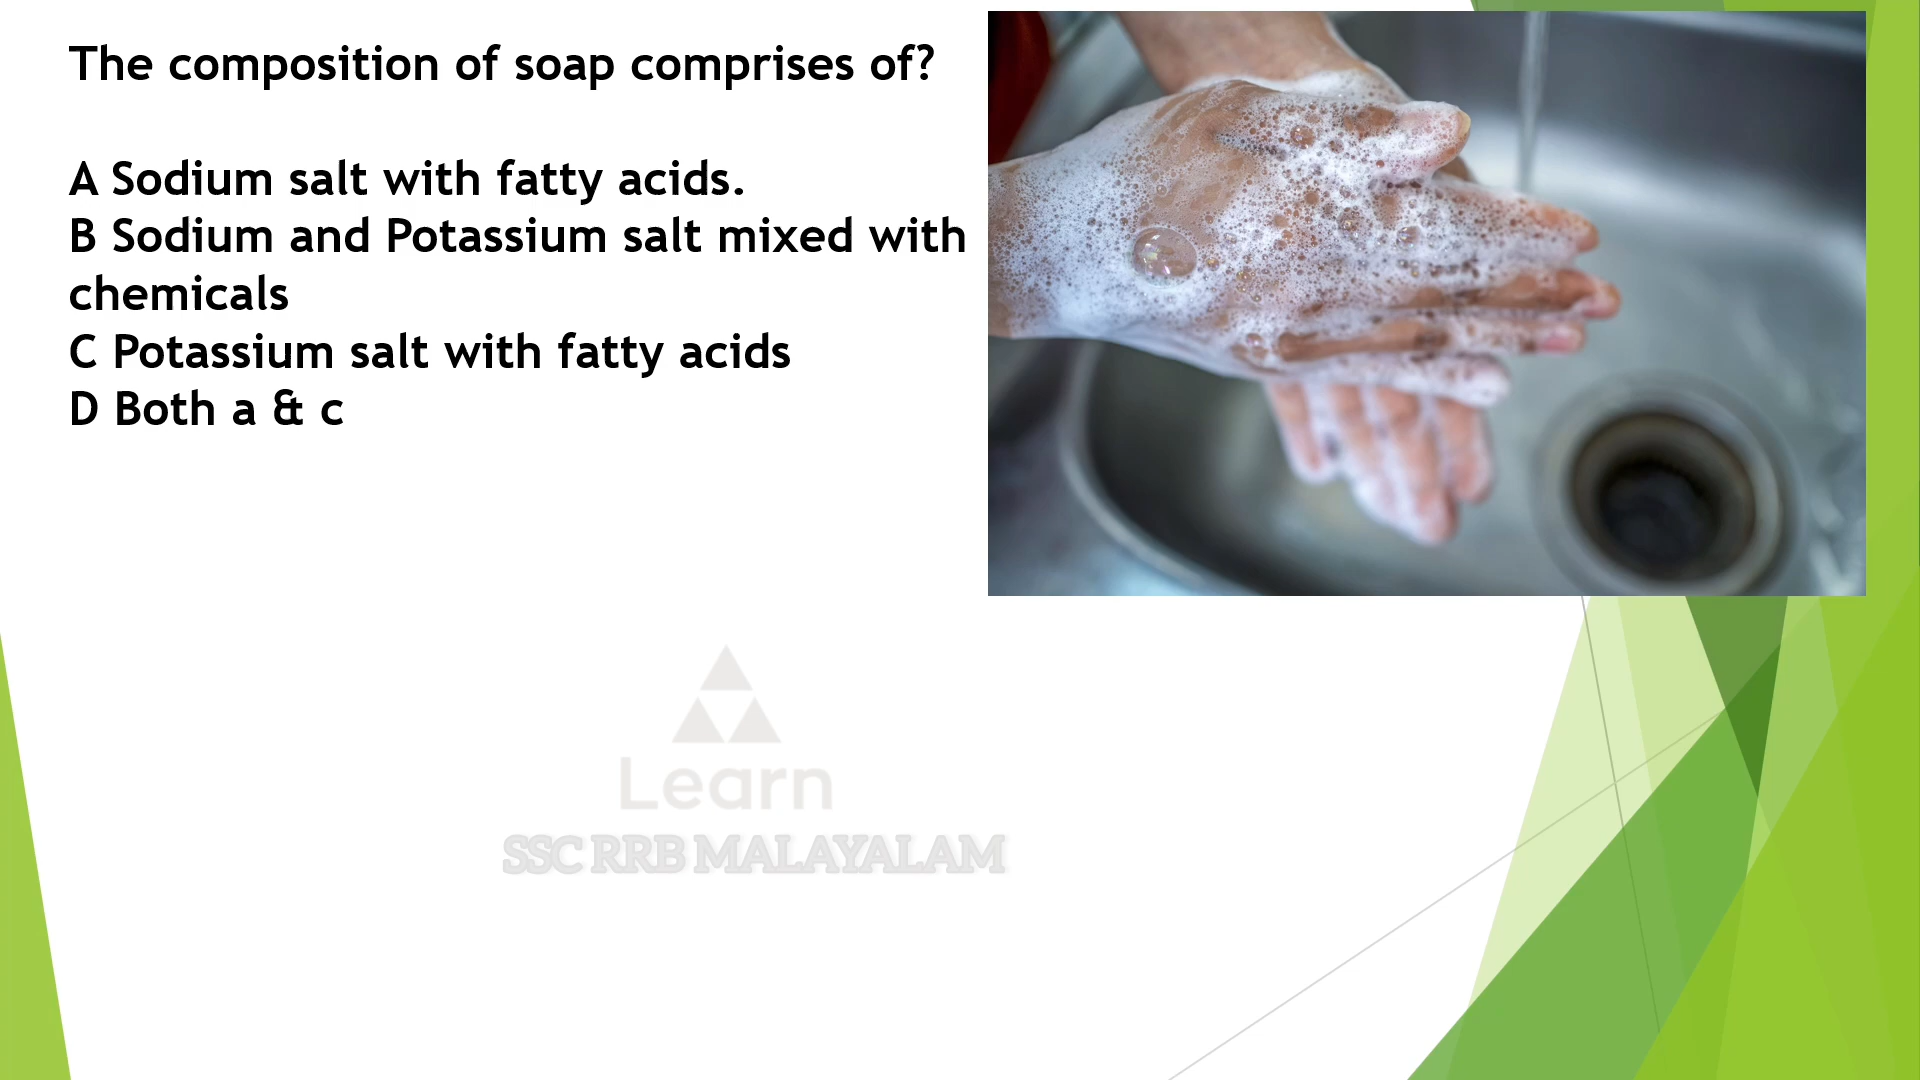 The composition of soap comprises of?
A Sodium salt with fatty acids.
B Sodium and Potassium salt mixed with
chemicals
C Potassium salt with fatty acids
D Both a & c
Learn
SSC RRB MALAYALAM